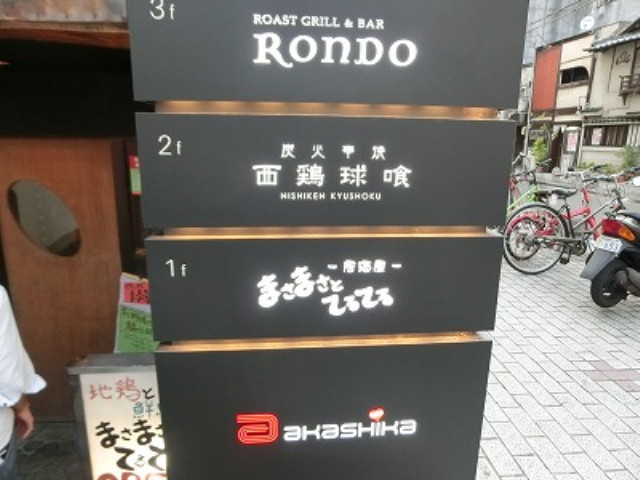 3f
ROAST GRILL & BAR
RONDO
2f
炭火串焼
西鶏球喰
NISHIKEN KYUSHOKU
1f
－居酒屋－
まさまさと
てるてる
akashika
地鶏と
鮮
まさまさ
てる